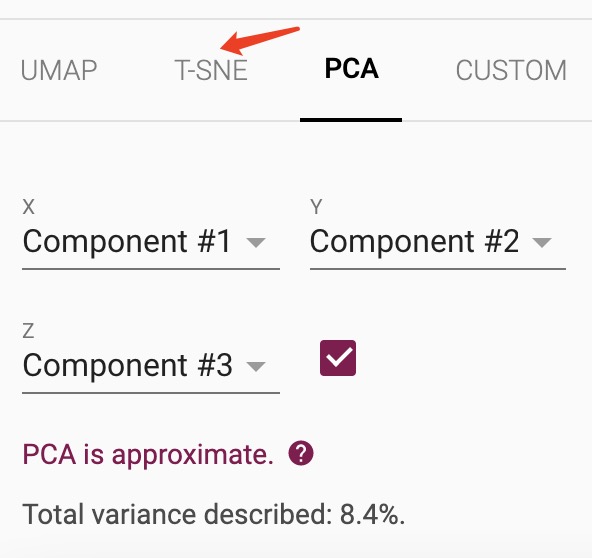 UMAP T-SNE PCA CUSTOM
X Y
Component #1 Component #2
Z
Component #3
PCA is approximate. ?
Total variance described: 8.4%.